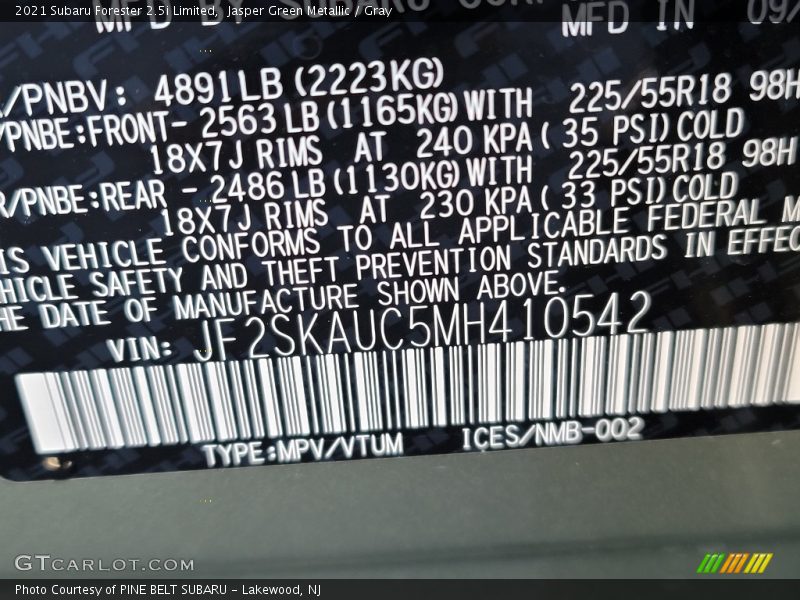 2021 Subaru Forester 2.5i Limited, Jasper Green Metallic / Gray
MFD IN 09/
/PNBV: 4891LB (2223KG)
/PNBE:FRONT- 2563 LB (1165KG) WITH 225/55R18 98H
18X7J RIMS AT 240 KPA ( 35 PSI) COLD
R/PNBE:REAR - 2486 LB (1130KG) WITH 225/55R18 98H
18X7J RIMS AT 230 KPA ( 33 PSI) COLD
IS VEHICLE CONFORMS TO ALL APPLICABLE FEDERAL M
HICLE SAFETY AND THEFT PREVENTION STANDARDS IN EFFEC
HE DATE OF MANUFACTURE SHOWN ABOVE.
VIN: JF2SKAUC5MH410542
TYPE:MPV/VTUM ICES/NMB-002
GTCARLOT.COM
Photo Courtesy of PINE BELT SUBARU – Lakewood, NJ